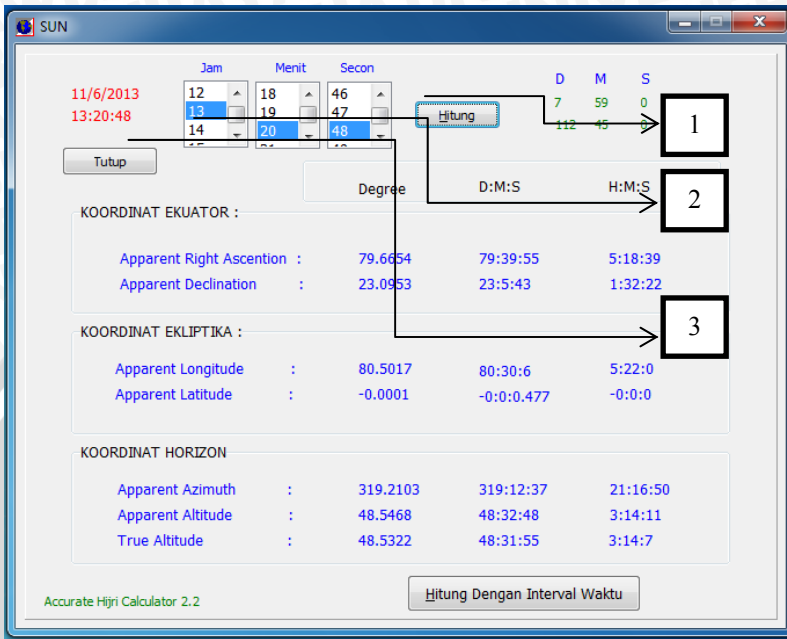 SUN
Jam Menit Secon
D M S
11/6/2013
13:20:48
12 18 46
13 19 47
14 20 48
Hitung
7 59 0
112 45
1
Tutup
2
Degree D:M:S H:M:S
KOORDINAT EKUATOR :
Apparent Right Ascention : 79.6654 79:39:55 5:18:39
Apparent Declination : 23.0953 23:5:43 1:32:22
3
KOORDINAT EKLIPTIKA :
Apparent Longitude : 80.5017 80:30:6 5:22:0
Apparent Latitude : -0.0001 -0:0:0.477 -0:0:0
KOORDINAT HORIZON
Apparent Azimuth : 319.2103 319:12:37 21:16:50
Apparent Altitude : 48.5468 48:32:48 3:14:11
True Altitude : 48.5322 48:31:55 3:14:7
Hitung Dengan Interval Waktu
Accurate Hijri Calculator 2.2